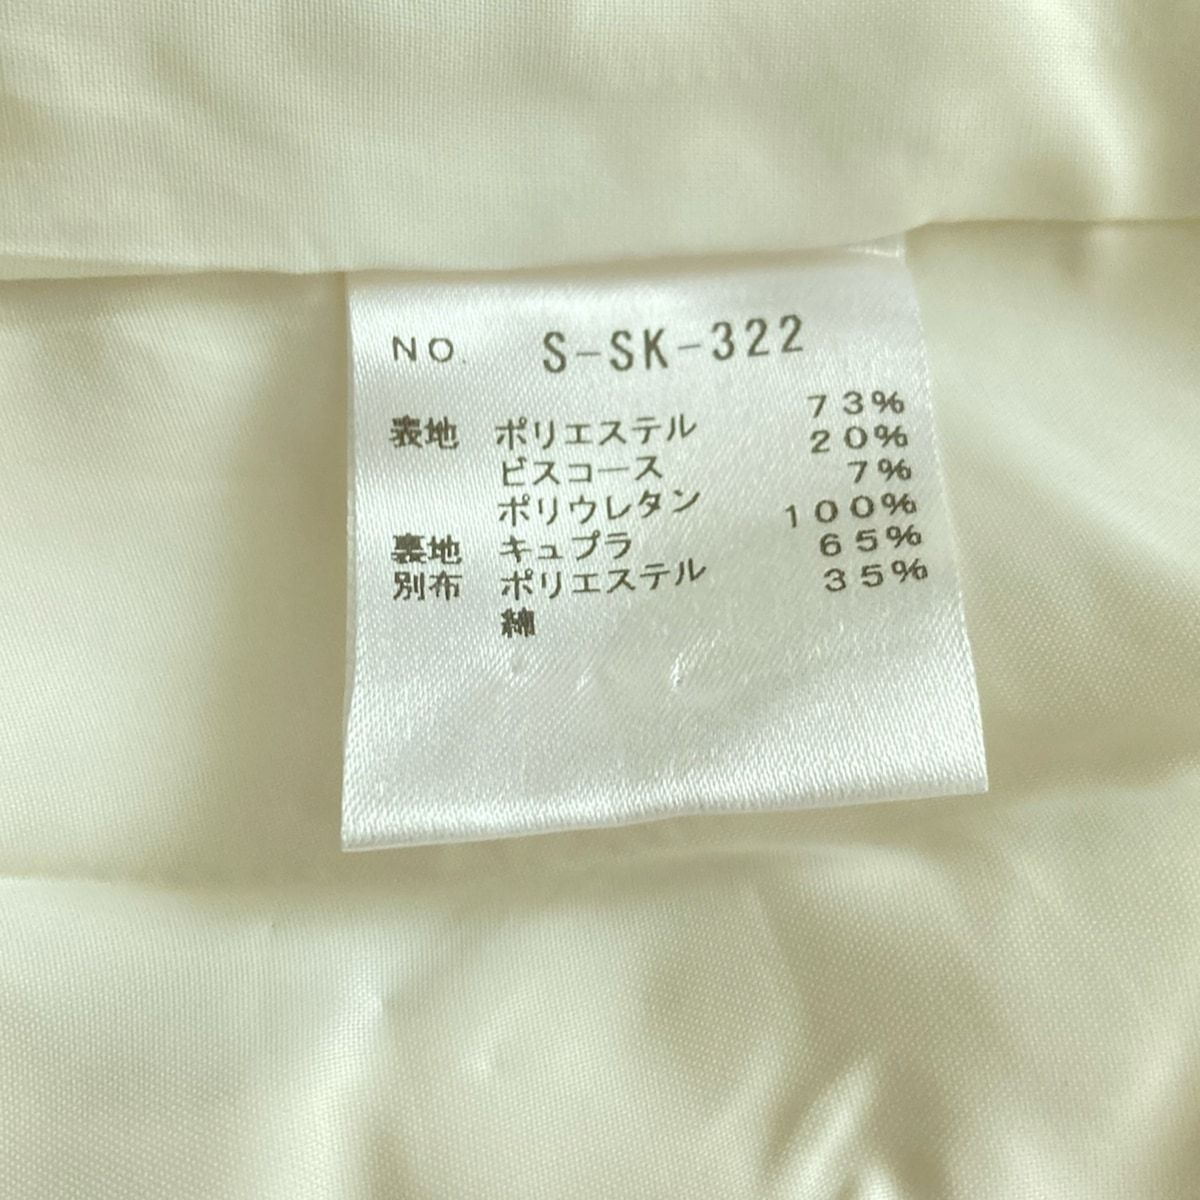 NO. S-SK-322
表地 ポリエステル 73%
ビスコース 20%
ポリウレタン 7%
裏地 キュプラ 100%
別布 ポリエステル 65%
綿 35%